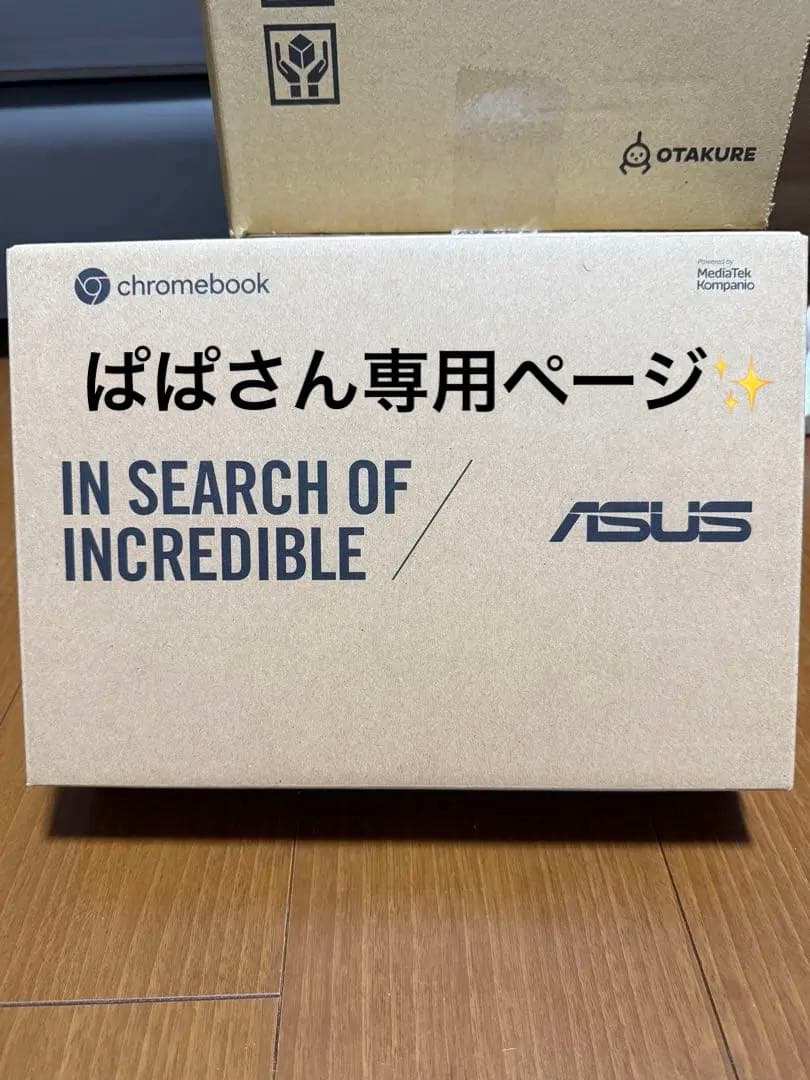 OTAKURE
chromebook
Powered by
MediaTek
Kompanio
ぱぱさん専用ページ✨
IN SEARCH OF
INCREDIBLE
ASUS